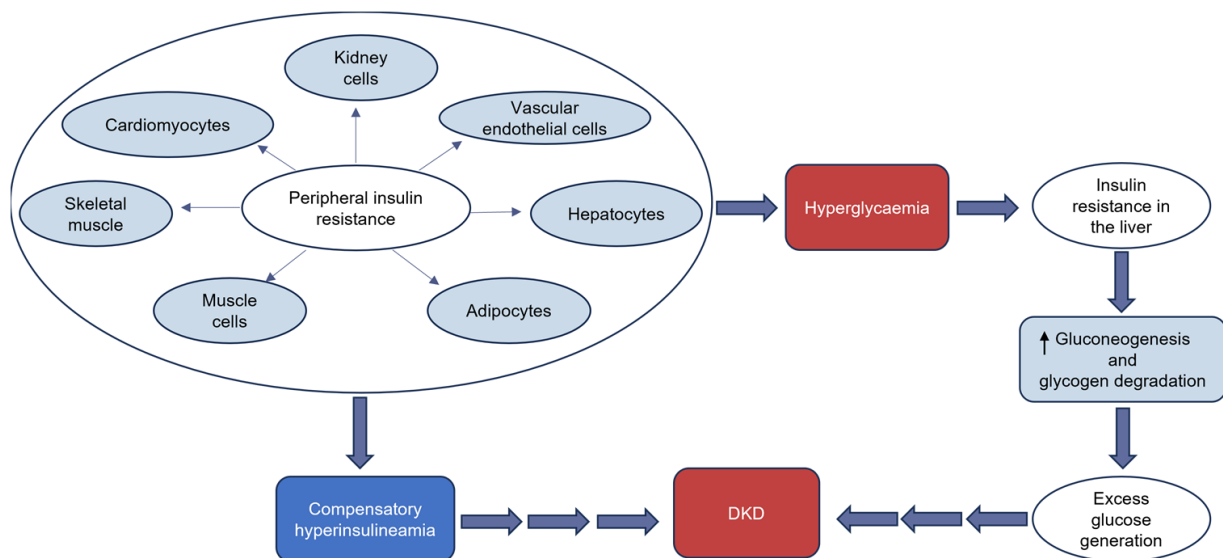 Kidney
cells
Cardiomyocytes
Vascular
endothelial cells
Skeletal
muscle
Peripheral insulin
resistance
Hepatocytes
Muscle
cells
Adipocytes
Hyperglycaemia
Insulin
resistance in
the liver
Gluconeogenesis
and
glycogen degradation
Compensatory
hyperinsulineamia
DKD
Excess
glucose
generation